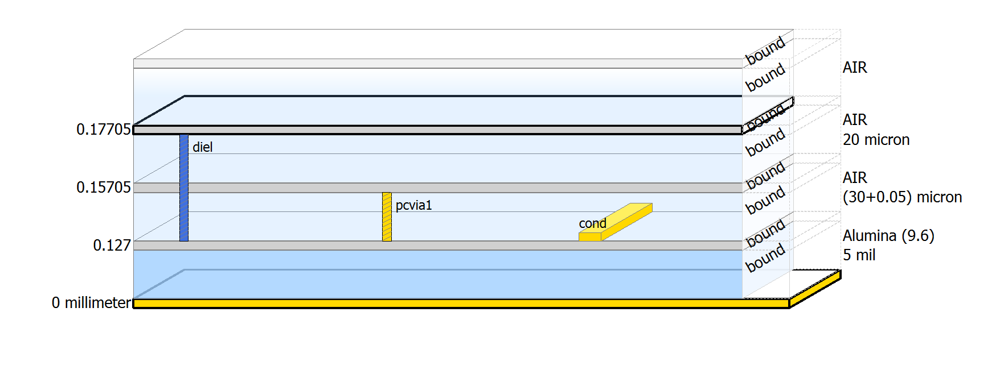 bound
AIR
bound
bound
0.17705
AIR
20 micron
diel
bound
bound
0.15705
AIR
(30+0.05) micron
pcvia1
bound
cond
bound
0.127
Alumina (9.6)
5 mil
bound
0 millimeter